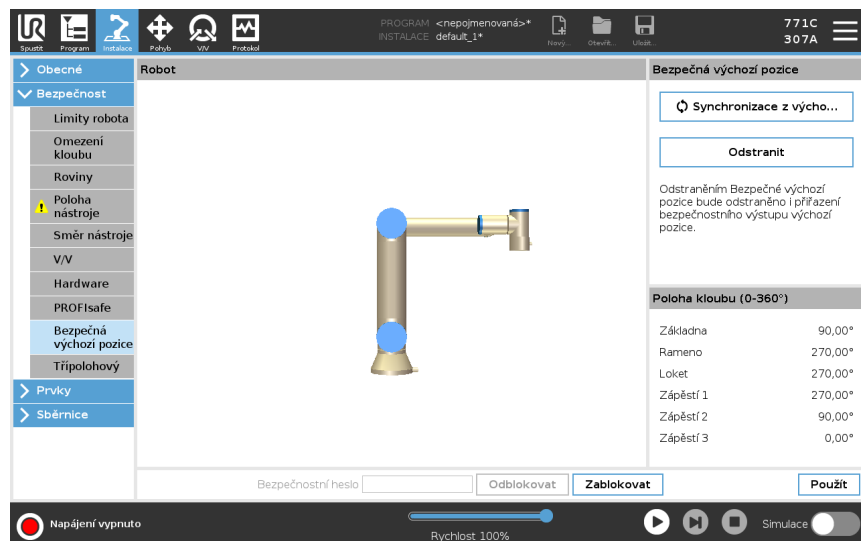 UR
Spustit
Program
Instalace
Pohyb
V/V
Protokol
PROGRAM <nepojmenovaná>*
INSTALACE default_1*
Nový...
Otevřít...
Uložit...
771C
307A
Obecné
Bezpečnost
Limity robota
Omezení
kloubu
Roviny
Poloha
nástroje
Směr nástroje
V/V
Hardware
PROFIsafe
Bezpečná
výchozí pozice
Třípolohový
Prvky
Sběrnice
Robot
Bezpečná výchozí pozice
Synchronizace z výcho...
Odstranit
Odstraněním Bezpečné výchozí
pozice bude odstraněno i přiřazení
bezpečnostního výstupu výchozí
pozice.
Poloha kloubu (0-360°)
Základna 90,00°
Rameno 270,00°
Loket 270,00°
Zápěstí 1 270,00°
Zápěstí 2 90,00°
Zápěstí 3 0,00°
Bezpečnostní heslo
Odblokovat
Zablokovat
Použít
Napájení vypnuto
Rychlost 100%
Simulace